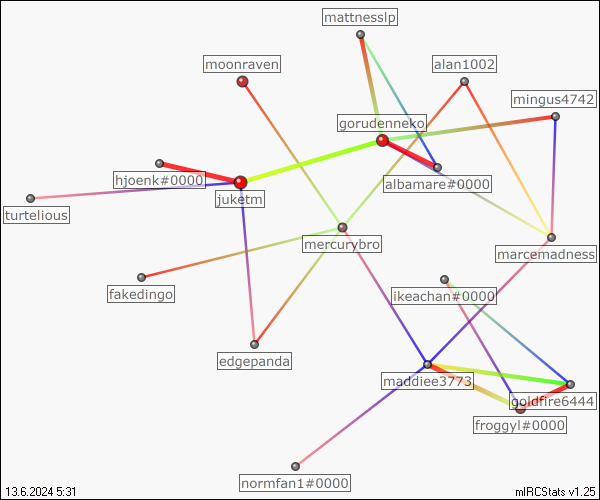 mattnesslp
moonraven
alan1002
mingus4742
gorudenneko
hjoenk#0000
albamare#0000
juketm
turtelious
mercurybro
marcemadness
fakedingo
ikeachan#0000
edgepanda
maddiee3773
goldfire6444
froggyl#0000
normfan1#0000
13.6.2024 5:31
mIRCStats v1.25